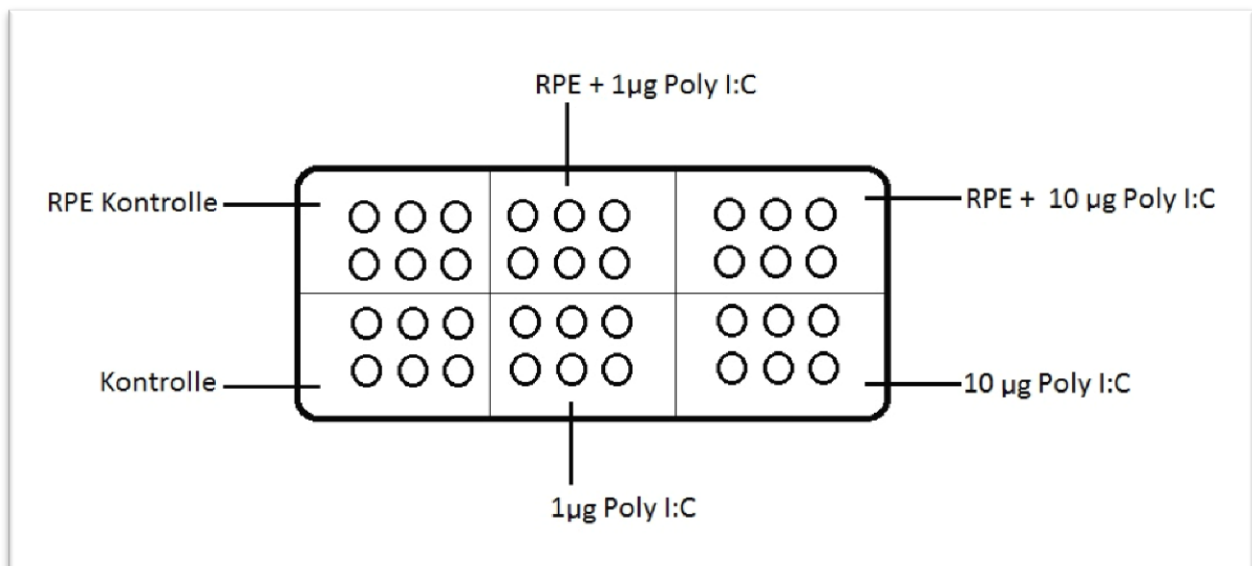 RPE + 1µg Poly I:C
RPE Kontrolle
RPE +  10 µg Poly I:C
Kontrolle
10 µg Poly I:C
1µg Poly I:C